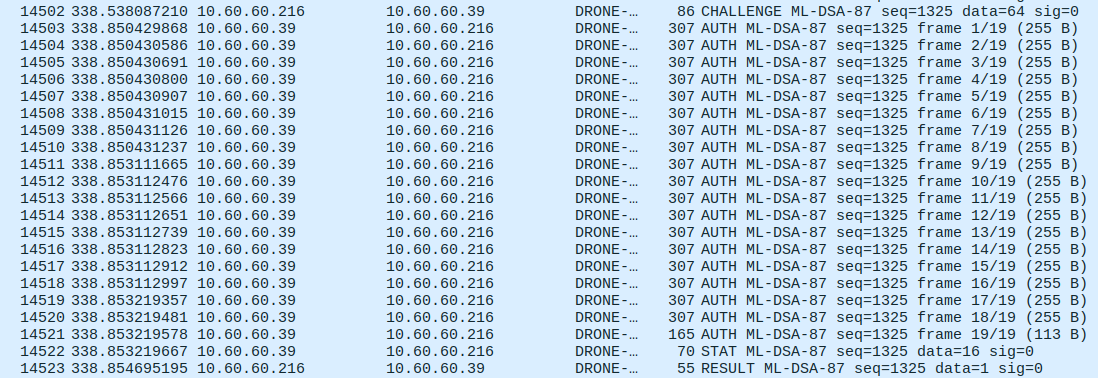 14502 338.538087210 10.60.60.216 10.60.60.39 DRONE-… 86 CHALLENGE ML-DSA-87 seq=1325 data=64 sig=0
14503 338.850429868 10.60.60.39 10.60.60.216 DRONE-… 307 AUTH ML-DSA-87 seq=1325 frame 1/19 (255 B)
14504 338.850430586 10.60.60.39 10.60.60.216 DRONE-… 307 AUTH ML-DSA-87 seq=1325 frame 2/19 (255 B)
14505 338.850430691 10.60.60.39 10.60.60.216 DRONE-… 307 AUTH ML-DSA-87 seq=1325 frame 3/19 (255 B)
14506 338.850430800 10.60.60.39 10.60.60.216 DRONE-… 307 AUTH ML-DSA-87 seq=1325 frame 4/19 (255 B)
14507 338.850430907 10.60.60.39 10.60.60.216 DRONE-… 307 AUTH ML-DSA-87 seq=1325 frame 5/19 (255 B)
14508 338.850431015 10.60.60.39 10.60.60.216 DRONE-… 307 AUTH ML-DSA-87 seq=1325 frame 6/19 (255 B)
14509 338.850431126 10.60.60.39 10.60.60.216 DRONE-… 307 AUTH ML-DSA-87 seq=1325 frame 7/19 (255 B)
14510 338.850431237 10.60.60.39 10.60.60.216 DRONE-… 307 AUTH ML-DSA-87 seq=1325 frame 8/19 (255 B)
14511 338.853111665 10.60.60.39 10.60.60.216 DRONE-… 307 AUTH ML-DSA-87 seq=1325 frame 9/19 (255 B)
14512 338.853112476 10.60.60.39 10.60.60.216 DRONE-… 307 AUTH ML-DSA-87 seq=1325 frame 10/19 (255 B)
14513 338.853112566 10.60.60.39 10.60.60.216 DRONE-… 307 AUTH ML-DSA-87 seq=1325 frame 11/19 (255 B)
14514 338.853112651 10.60.60.39 10.60.60.216 DRONE-… 307 AUTH ML-DSA-87 seq=1325 frame 12/19 (255 B)
14515 338.853112739 10.60.60.39 10.60.60.216 DRONE-… 307 AUTH ML-DSA-87 seq=1325 frame 13/19 (255 B)
14516 338.853112823 10.60.60.39 10.60.60.216 DRONE-… 307 AUTH ML-DSA-87 seq=1325 frame 14/19 (255 B)
14517 338.853112912 10.60.60.39 10.60.60.216 DRONE-… 307 AUTH ML-DSA-87 seq=1325 frame 15/19 (255 B)
14518 338.853112997 10.60.60.39 10.60.60.216 DRONE-… 307 AUTH ML-DSA-87 seq=1325 frame 16/19 (255 B)
14519 338.853219357 10.60.60.39 10.60.60.216 DRONE-… 307 AUTH ML-DSA-87 seq=1325 frame 17/19 (255 B)
14520 338.853219481 10.60.60.39 10.60.60.216 DRONE-… 307 AUTH ML-DSA-87 seq=1325 frame 18/19 (255 B)
14521 338.853219578 10.60.60.39 10.60.60.216 DRONE-… 165 AUTH ML-DSA-87 seq=1325 frame 19/19 (113 B)
14522 338.853219667 10.60.60.39 10.60.60.216 DRONE-… 70 STAT ML-DSA-87 seq=1325 data=16 sig=0
14523 338.854695195 10.60.60.216 10.60.60.39 DRONE-… 55 RESULT ML-DSA-87 seq=1325 data=1 sig=0